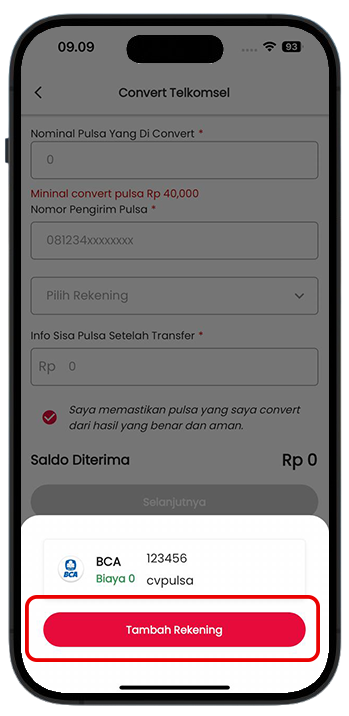 09.09
93
Convert Telkomsel
Nominal Pulsa Yang Di Convert *
0
Mininal convert pulsa Rp 40,000
Nomor Pengirim Pulsa *
081234xxxxxxxx
Pilih Rekening
Info Sisa Pulsa Setelah Transfer *
Rp 0
Saya memastikan pulsa yang saya convert
dari hasil yang benar dan aman.
Saldo Diterima Rp 0
Selanjutnya
BCA BCA 123456
Biaya 0 cvpulsa
Tambah Rekening